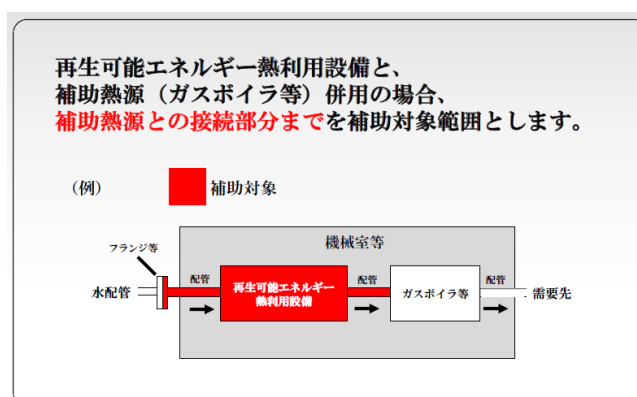 再生可能エネルギー熱利用設備と、
補助熱源（ガスボイラ等）併用の場合、
補助熱源との接続部分までを補助対象範囲とします。
（例）
補助対象
フランジ等
機械室等
水配管
配管
再生可能エネルギー
熱利用設備
配管
ガスボイラ等
配管
需要先